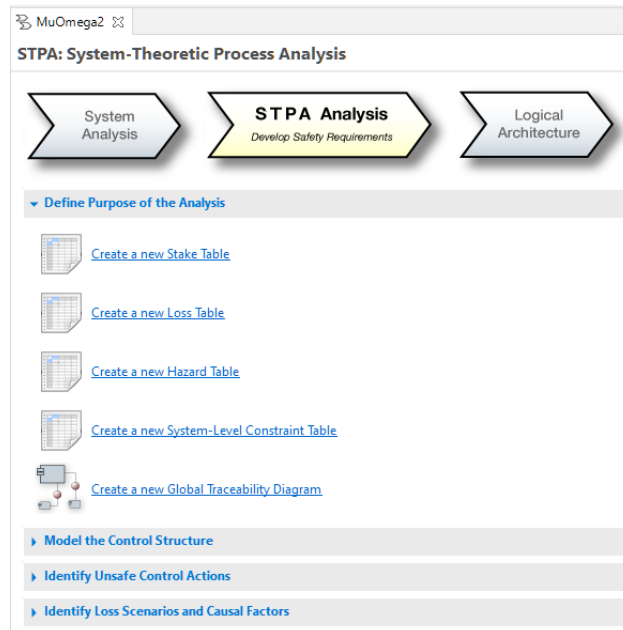 MuOmega2
STPA: System-Theoretic Process Analysis
System
Analysis
STPA Analysis
Develop Safety Requirements
Logical
Architecture
Define Purpose of the Analysis
Create a new Stake Table
Create a new Loss Table
Create a new Hazard Table
Create a new System-Level Constraint Table
Create a new Global Traceability Diagram
Model the Control Structure
Identify Unsafe Control Actions
Identify Loss Scenarios and Causal Factors